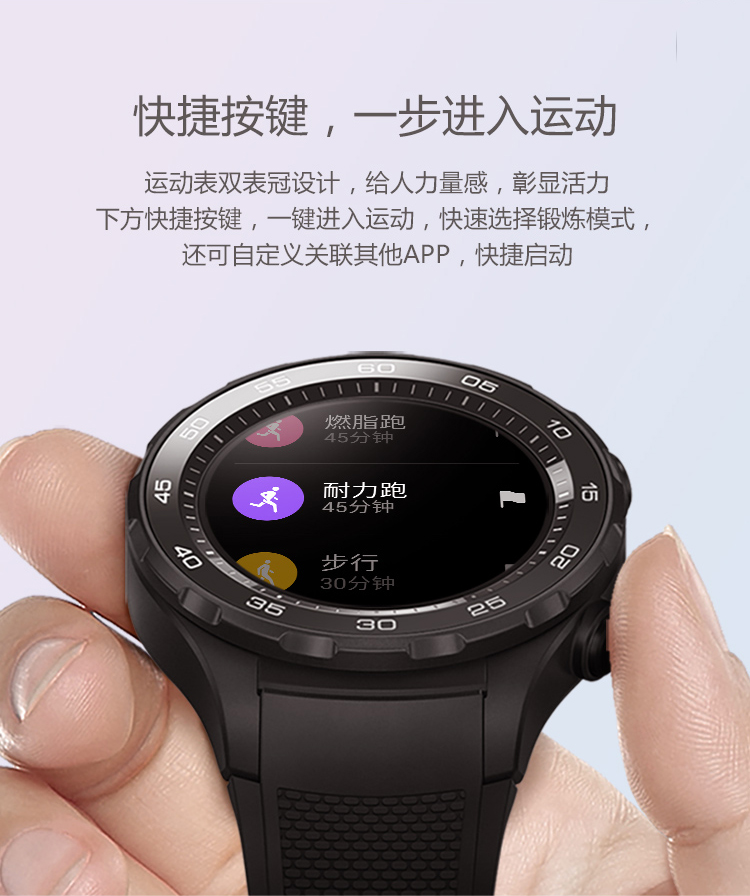 快捷按键，一步进入运动
运动表双表冠设计，给人力量感，彰显活力
下方快捷按键，一键进入运动，快速选择锻炼模式，
还可自定义关联其他APP，快捷启动
60
55
05
50
10
45
15
40
20
35
25
30
燃脂跑
45分钟
耐力跑
45分钟
步行
30分钟